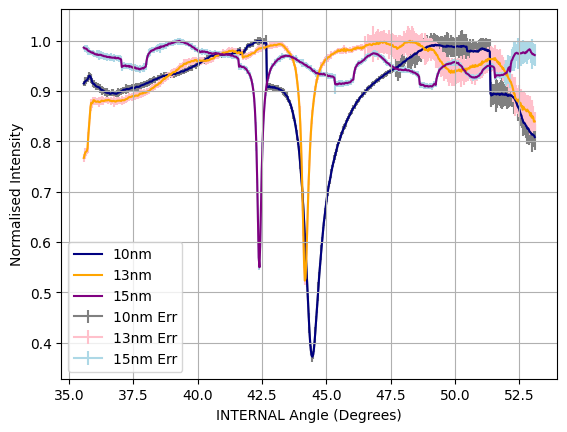 1.0
0.9
0.8
0.7
0.6
0.5
0.4
Normalised Intensity
10nm
13nm
15nm
10nm Err
13nm Err
15nm Err
35.0 37.5 40.0 42.5 45.0 47.5 50.0 52.5
INTERNAL Angle (Degrees)